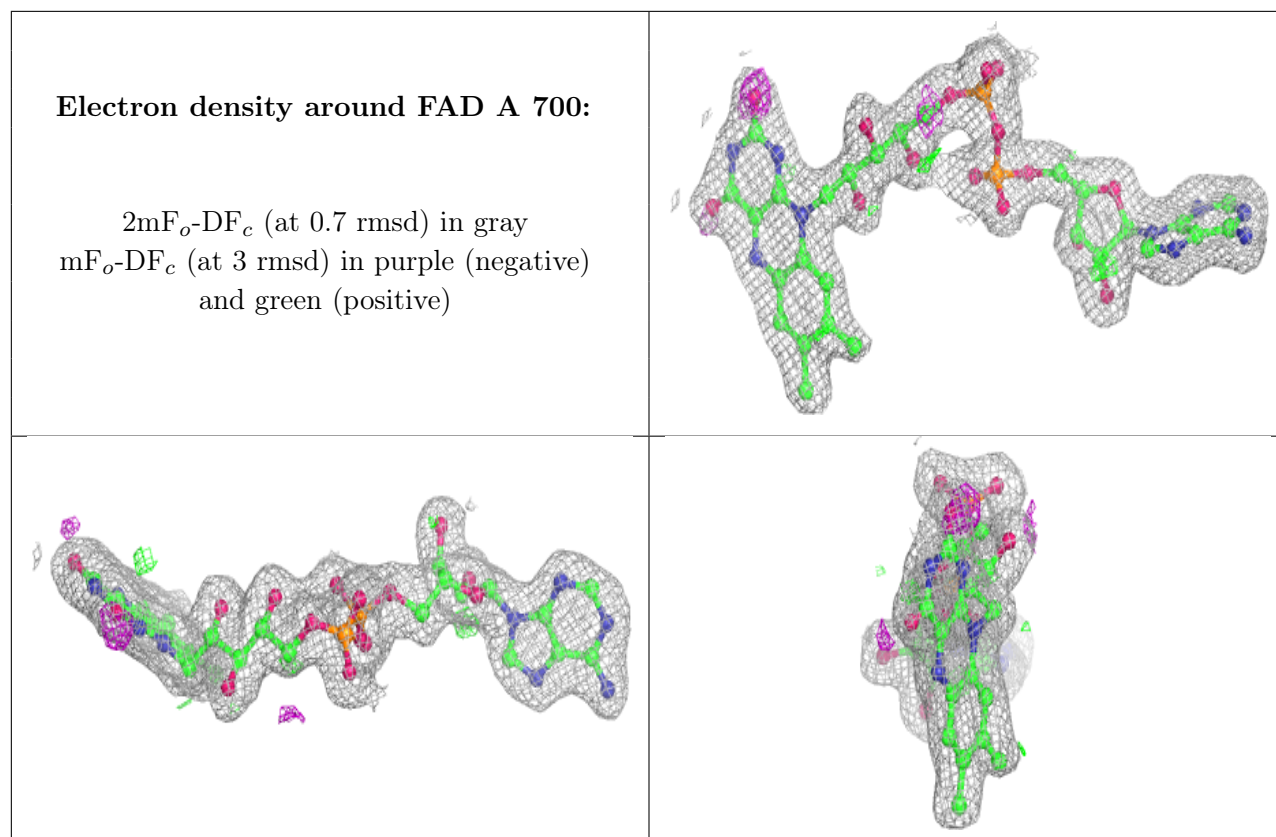 Electron density around FAD A 700:
2mFo-DFc (at 0.7 rmsd) in gray
mFo-DFc (at 3 rmsd) in purple (negative)
and green (positive)